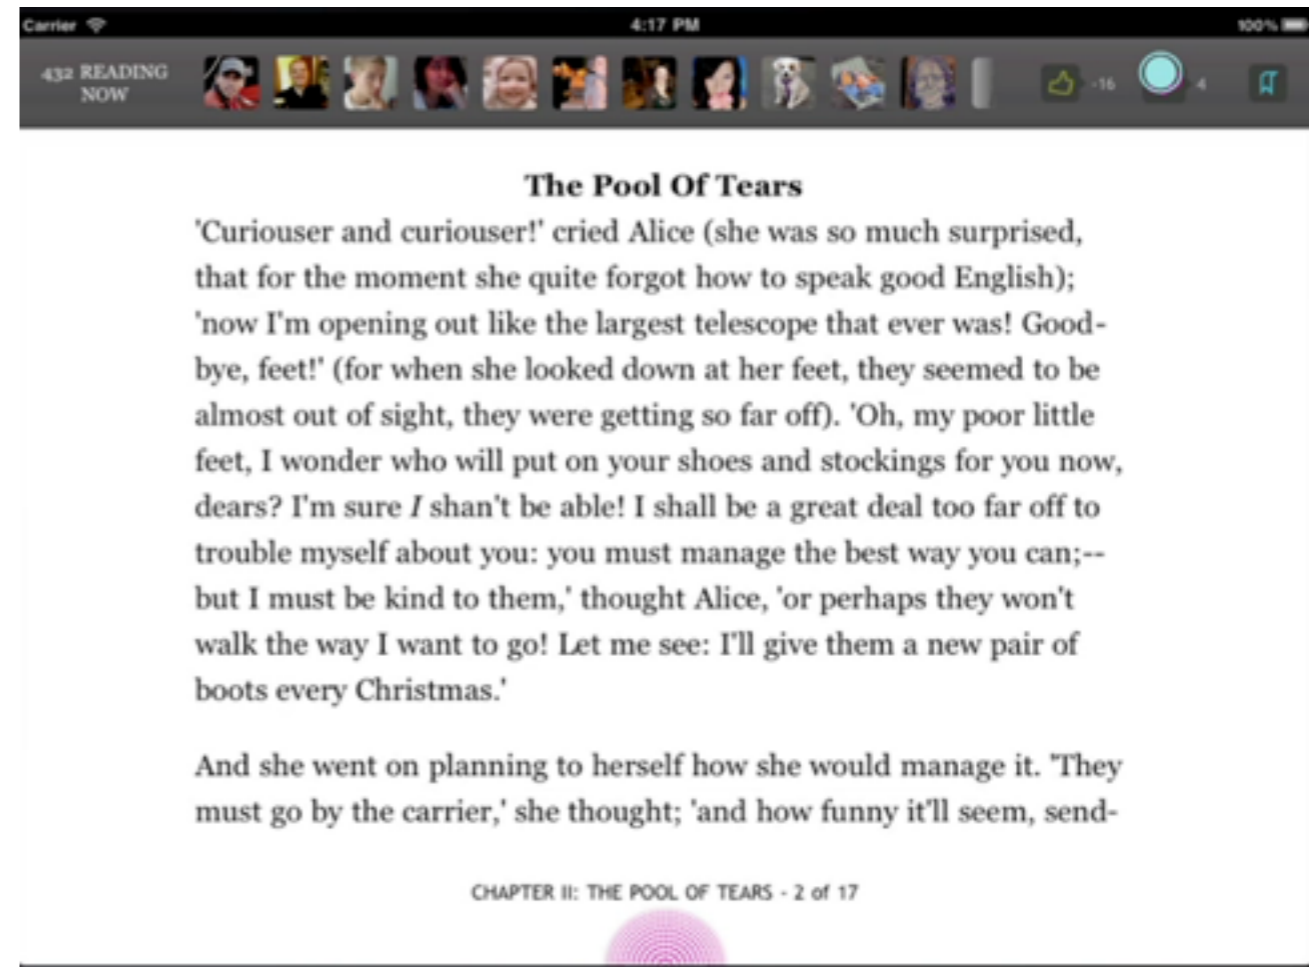 Carrier 4:17 PM 100%
432 READING
NOW
-16 4
The Pool Of Tears
'Curiouser and curiouser!' cried Alice (she was so much surprised,
that for the moment she quite forgot how to speak good English);
'now I'm opening out like the largest telescope that ever was! Good-
bye, feet!' (for when she looked down at her feet, they seemed to be
almost out of sight, they were getting so far off). 'Oh, my poor little
feet, I wonder who will put on your shoes and stockings for you now,
dears? I'm sure I shan't be able! I shall be a great deal too far off to
trouble myself about you: you must manage the best way you can;--
but I must be kind to them,' thought Alice, 'or perhaps they won't
walk the way I want to go! Let me see: I'll give them a new pair of
boots every Christmas.'
And she went on planning to herself how she would manage it. 'They
must go by the carrier,' she thought; 'and how funny it'll seem, send-
CHAPTER II: THE POOL OF TEARS - 2 of 17